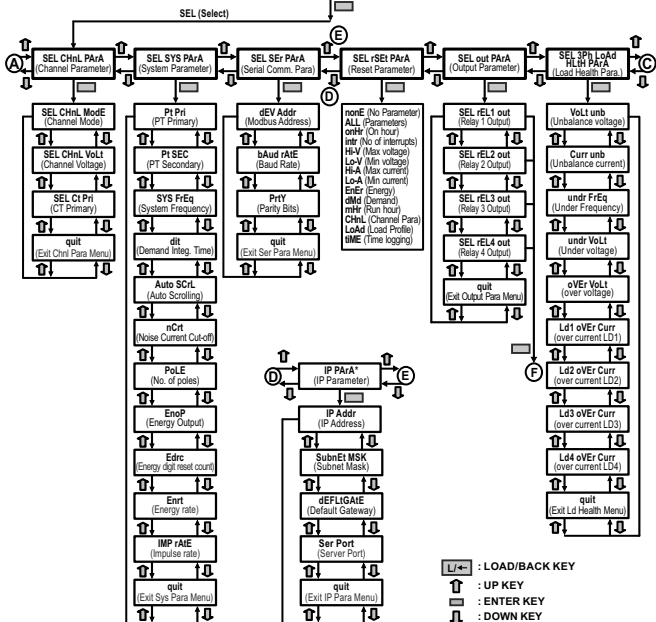 SEL (Select)
E
A
SEL CHnL PArA
(Channel Parameter)
SEL SYS PArA
(System Parameter)
SEL SEr PArA
(Serial Comm. Para)
SEL rSEt PArA
(Reset Parameter)
SEL out PArA
(Output Parameter)
SEL 3Ph LoAd
HLtH PArA
(Load Health Para.)
C
D
SEL CHnL ModE
(Channel Mode)
SEL CHnL VoLt
(Channel Voltage)
SEL Ct Pri
(CT Primary)
quit
(Exit Chnl Para Menu)
Pt Pri
(PT Primary)
Pt SEC
(PT Secondary)
SYS FrEq
(System Frequency)
dit
(Demand Integ. Time)
Auto SCrL
(Auto Scrolling)
nCrt
(Noise Current Cut-off)
PoLE
(No. of poles)
EnoP
(Energy Output)
Edrc
(Energy digit reset count)
Enrt
(Energy rate)
IMP rAtE
(Impulse rate)
quit
(Exit Sys Para Menu)
dEV Addr
(Modbus Address)
bAud rAtE
(Baud Rate)
PrtY
(Parity Bits)
quit
(Exit Ser Para Menu)
nonE (No Parameter)
ALL (Parameters)
onHr (On hour)
intr (No of interrupts)
Hi-V (Max voltage)
Lo-V (Min voltage)
Hi-A (Max current)
Lo-A (Min current)
EnEr (Energy)
dMd (Demand)
rnHr (Run hour)
CHnL (Channel Para)
LoAd (Load Profile)
tiME (Time logging)
SEL rEL1 out
(Relay 1 Output)
SEL rEL2 out
(Relay 2 Output)
SEL rEL3 out
(Relay 3 Output)
SEL rEL4 out
(Relay 4 Output)
quit
(Exit Output Para Menu)
F
VoLt unb
(Unbalance voltage)
Curr unb
(Unbalance current)
undr FrEq
(Under Frequency)
undr VoLt
(Under voltage)
oVEr VoLt
(over voltage)
Ld1 oVEr Curr
(over current LD1)
Ld2 oVEr Curr
(over current LD2)
Ld3 oVEr Curr
(over current LD3)
Ld4 oVEr Curr
(over current LD4)
quit
(Exit Ld Health Menu)
D
IP PArA*
(IP Parameter)
E
IP Addr
(IP Address)
SubnEt MSK
(Subnet Mask)
dEFLtGAtE
(Default Gateway)
Ser Port
(Server Port)
quit
(Exit IP Para Menu)
L/← : LOAD/BACK KEY
: UP KEY
: ENTER KEY
: DOWN KEY